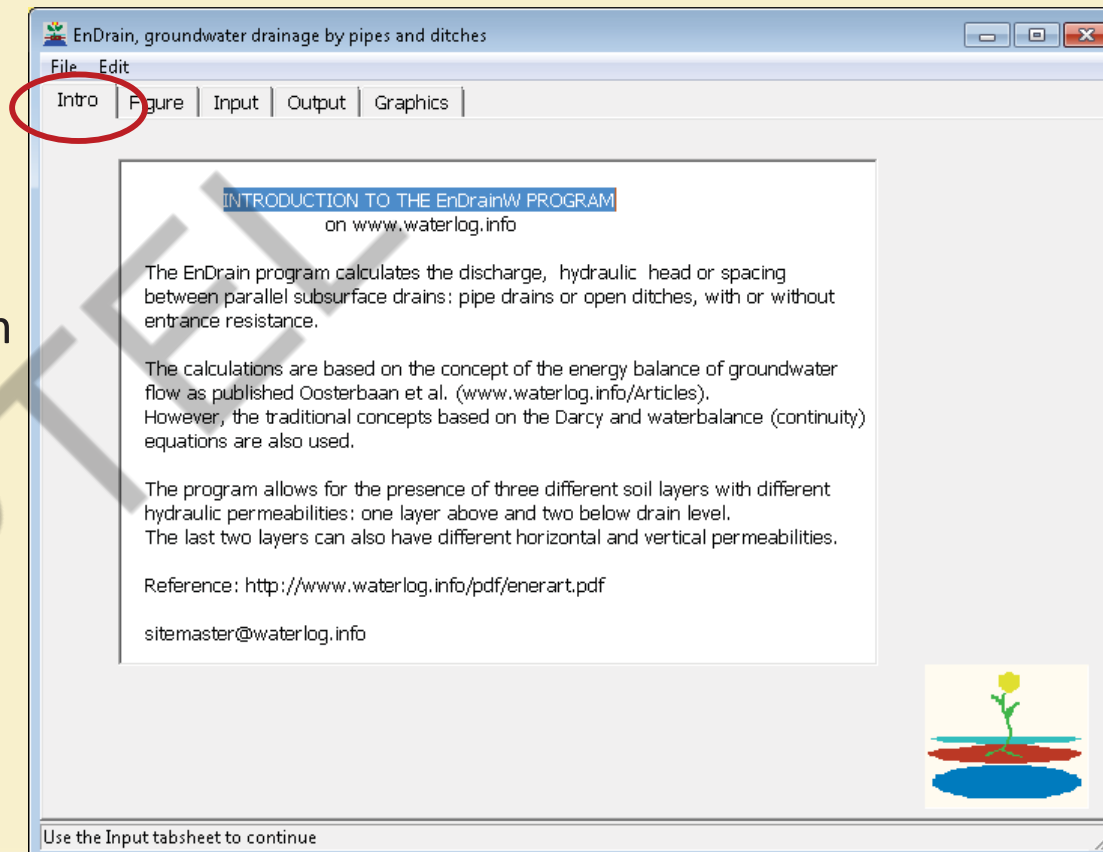 EnDrain, groundwater drainage by pipes and ditches
File Edit
Intro Figure Input Output Graphics
INTRODUCTION TO THE EnDrainW PROGRAM
on www.waterlog.info
The EnDrain program calculates the discharge, hydraulic head or spacing
between parallel subsurface drains: pipe drains or open ditches, with or without
entrance resistance.
The calculations are based on the concept of the energy balance of groundwater
flow as published Oosterbaan et al. (www.waterlog.info/Articles).
However, the traditional concepts based on the Darcy and waterbalance (continuity)
equations are also used.
The program allows for the presence of three different soil layers with different
hydraulic permeabilities: one layer above and two below drain level.
The last two layers can also have different horizontal and vertical permeabilities.
Reference: http://www.waterlog.info/pdf/enerart.pdf
sitemaster@waterlog.info
Use the Input tabsheet to continue